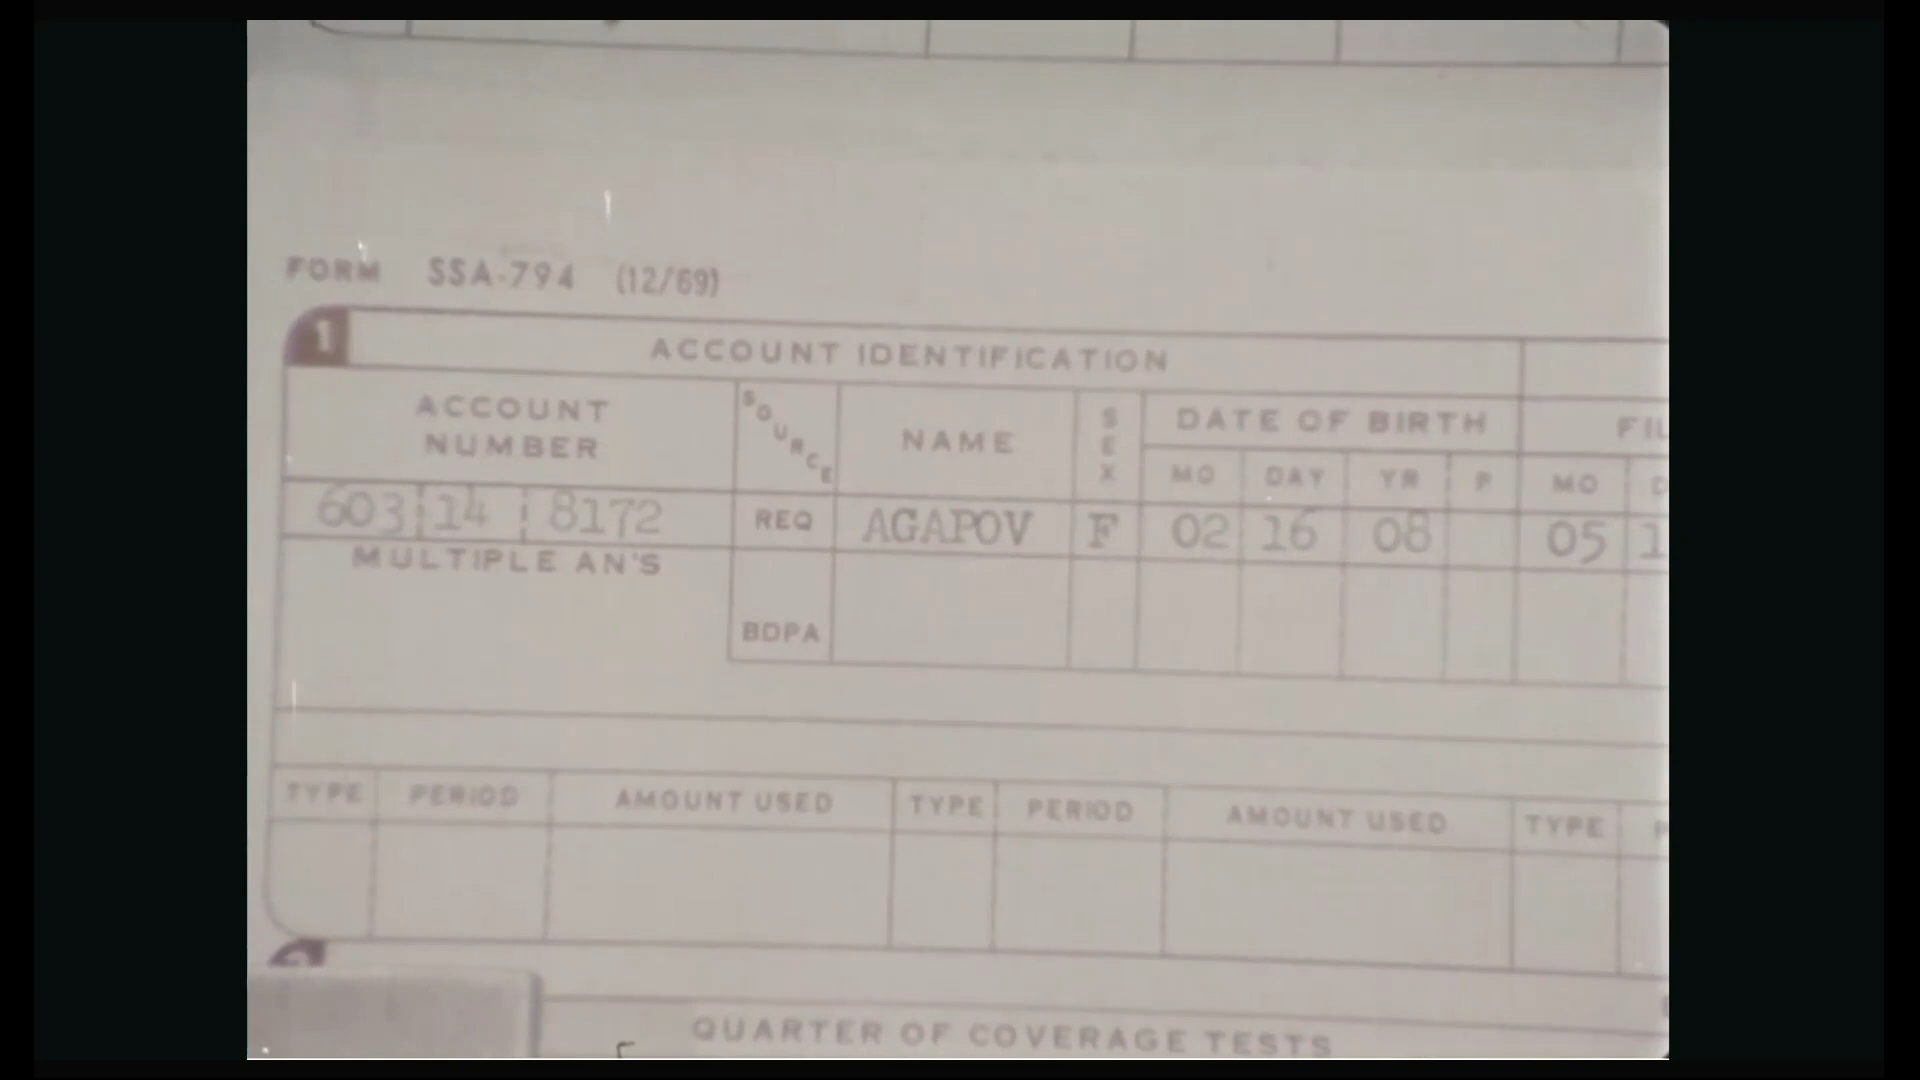 FORM SSA-794 (12/69)
1 ACCOUNT IDENTIFICATION
ACCOUNT NUMBER SOURCE NAME SEX DATE OF BIRTH
MO DAY YR P MO
603 14 8172 REQ AGAPOV F 02 16 08 05 1
MULTIPLE AN'S
BDPA
TYPE PERIOD AMOUNT USED TYPE PERIOD AMOUNT USED TYPE
QUARTER OF COVERAGE TESTS